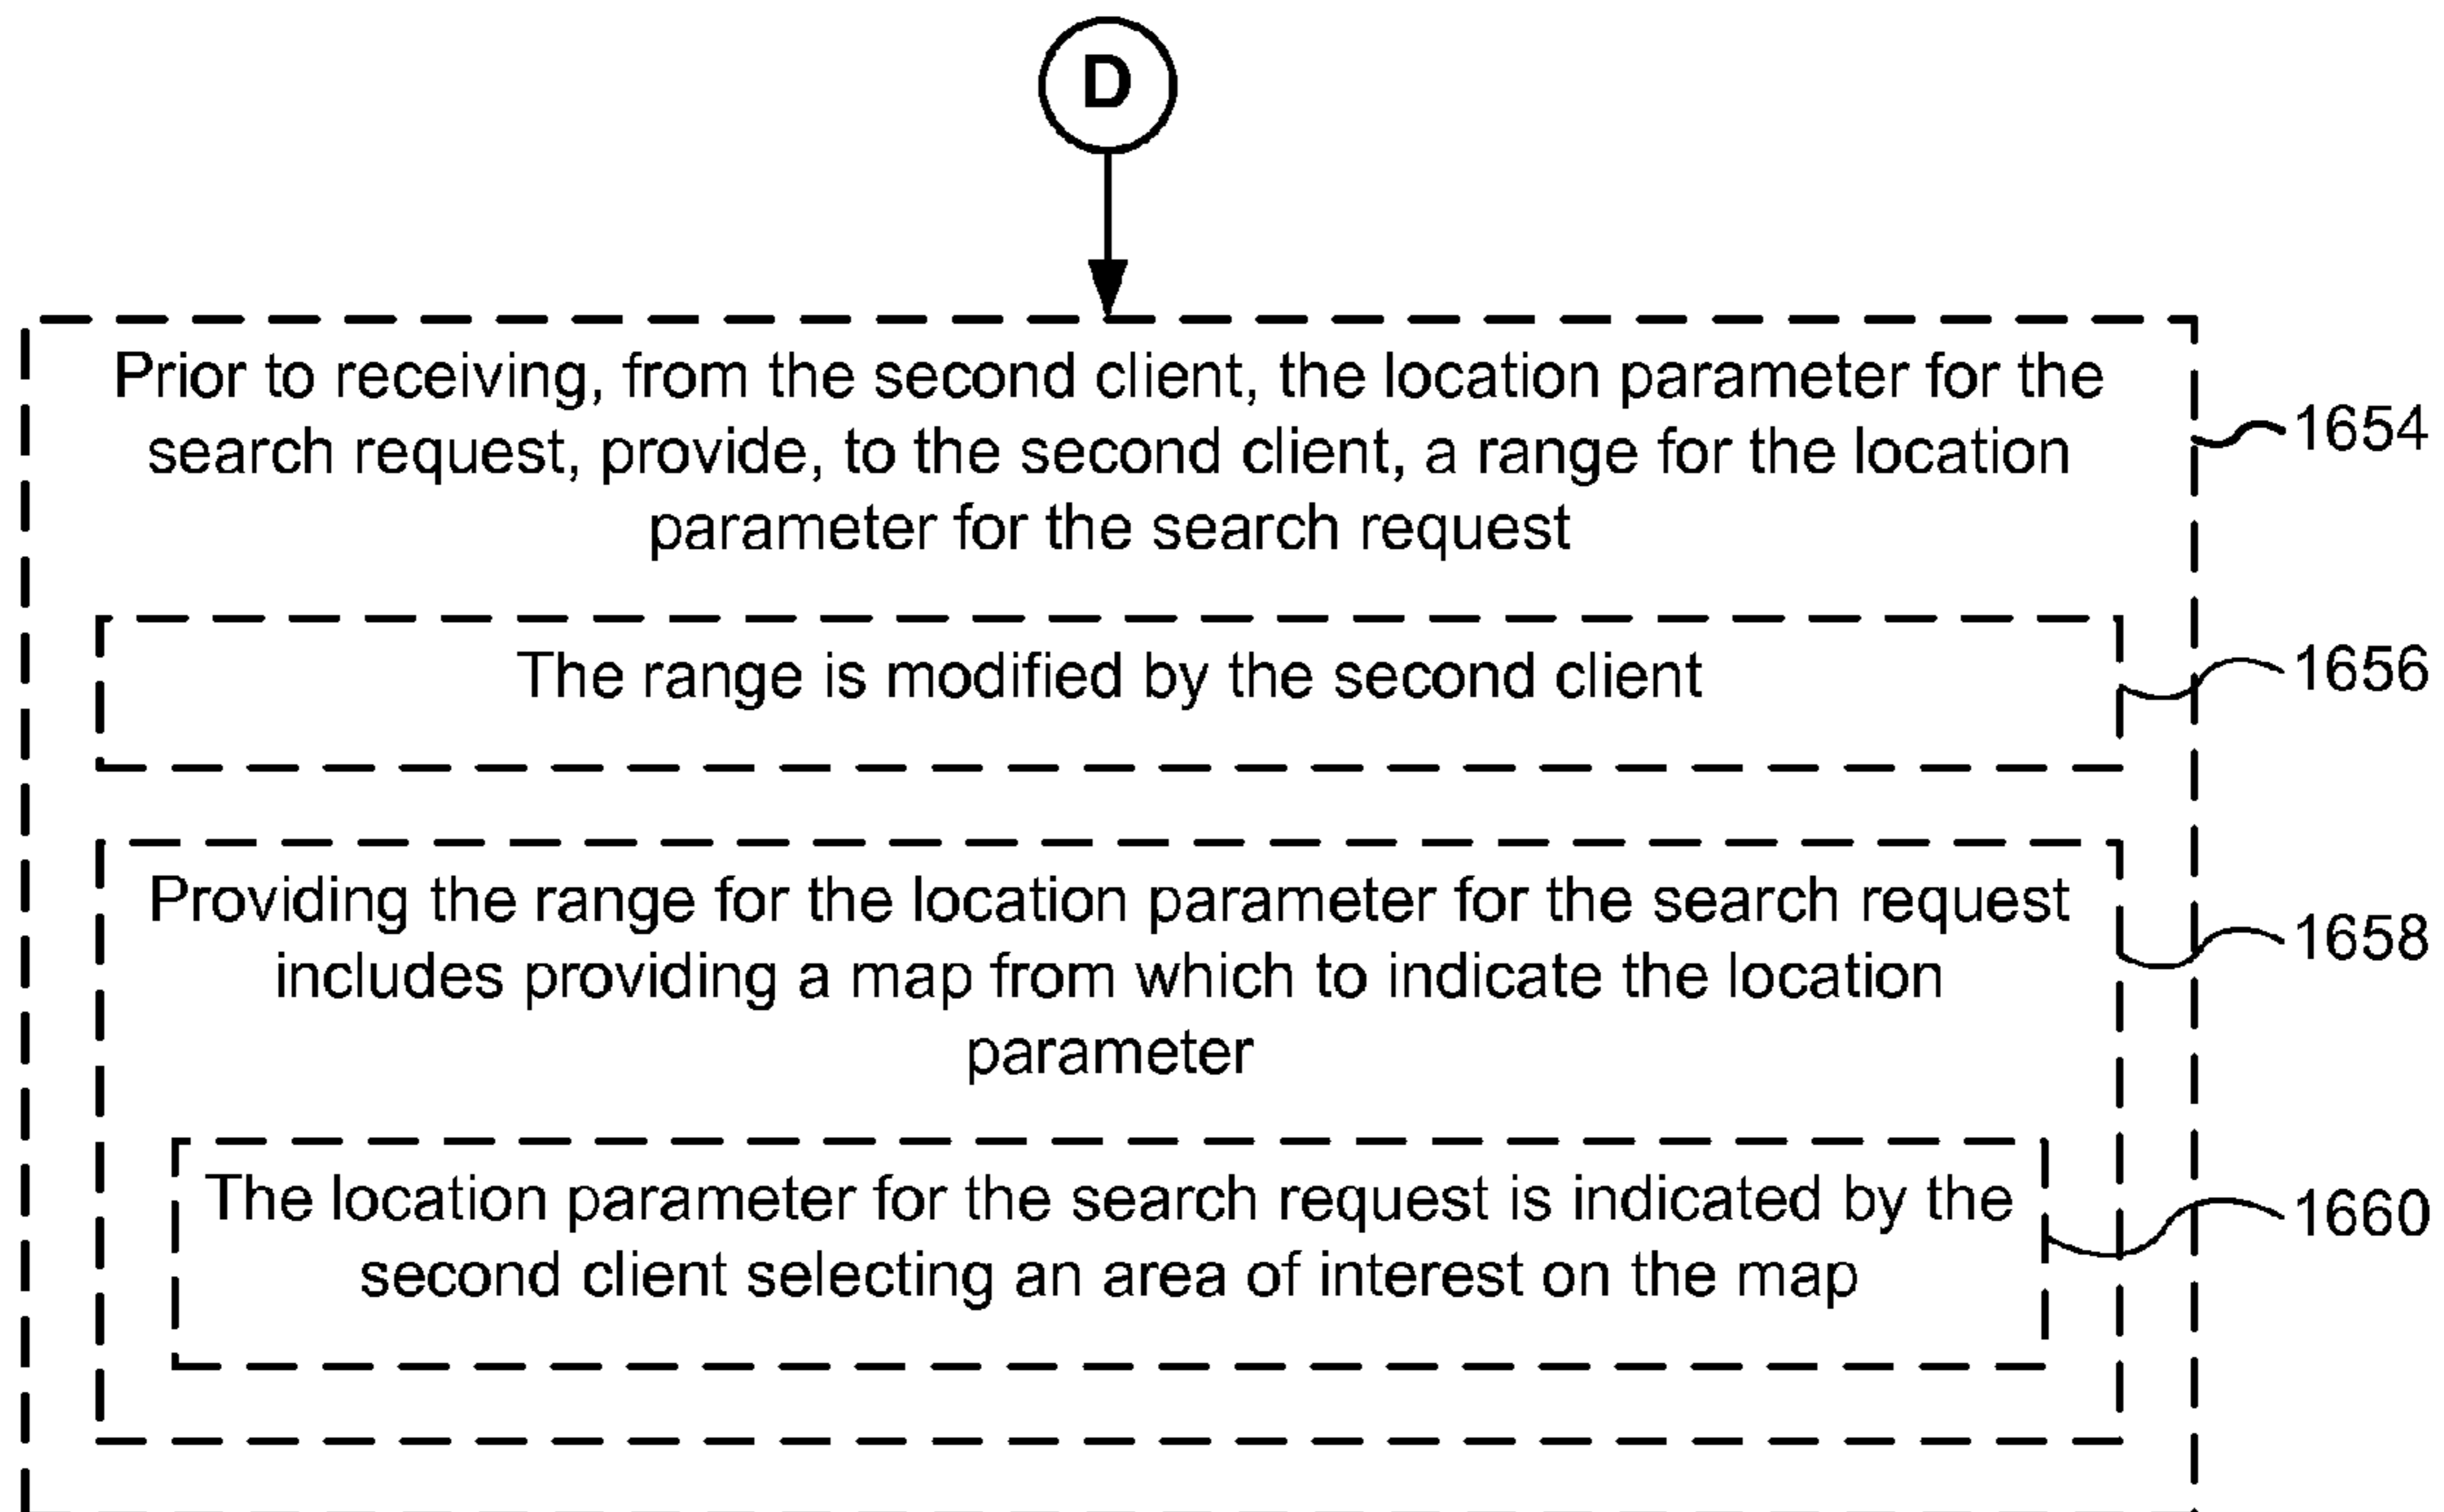 D
Prior to receiving, from the second client, the location parameter for the
search request, provide, to the second client, a range for the location
parameter for the search request
1654
The range is modified by the second client
1656
Providing the range for the location parameter for the search request
includes providing a map from which to indicate the location
parameter
1658
The location parameter for the search request is indicated by the
second client selecting an area of interest on the map
1660